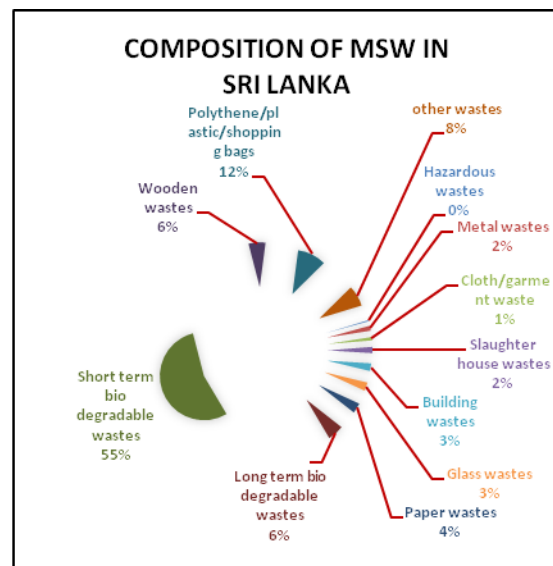 COMPOSITION OF MSW IN
SRI LANKA
Polythene/pl
astic/shoppin
g bags
12%
other wastes
8%
Hazardous
wastes
0%
Metal wastes
2%
Cloth/garme
nt waste
1%
Slaughter
house wastes
2%
Building
wastes
3%
Glass wastes
3%
Paper wastes
4%
Long term bio
degradable
wastes
6%
Short term
bio
degradable
wastes
55%
Wooden
wastes
6%